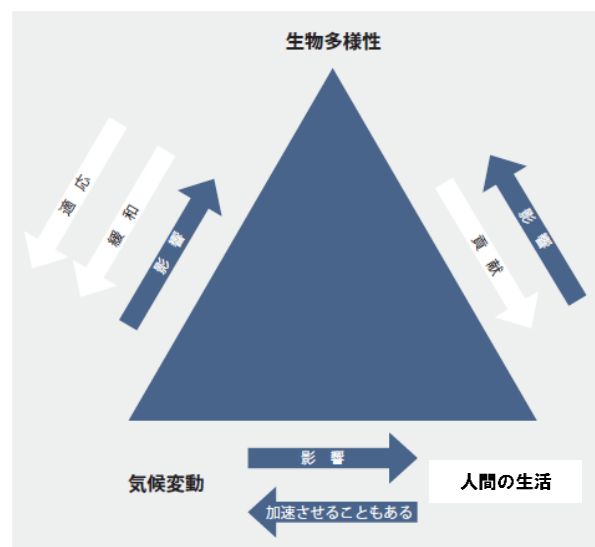 生物多様性
適応
緩和
影響
貢献
影響
影響
気候変動
人間の生活
加速させることもある